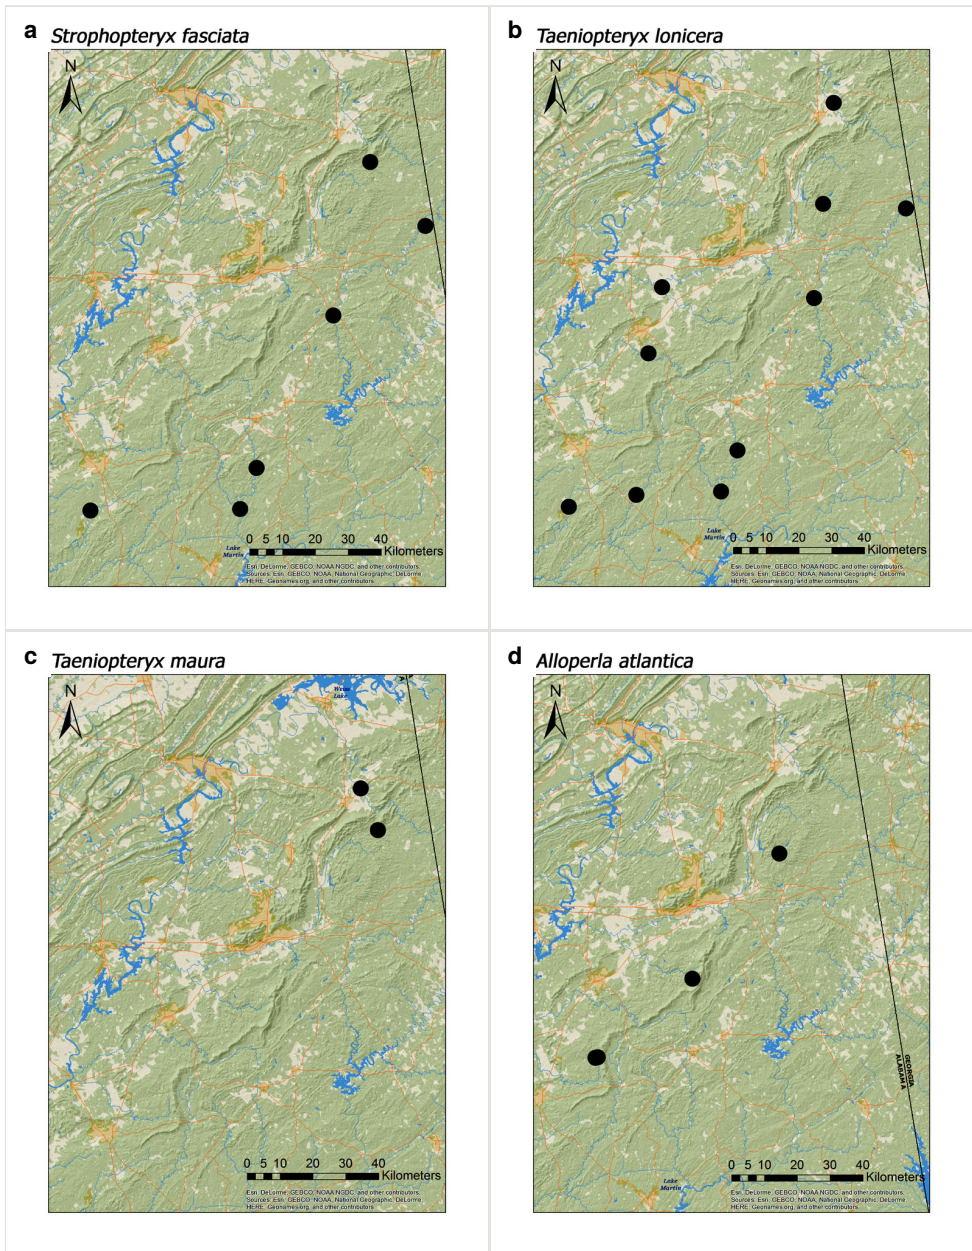 a Strophopteryx fasciata
N
Lake
Martin
0 5 10 20 30 40
Kilometers
Esri, DeLorme, GEBCO, NOAA NGDC, and other contributors
Sources: Esri, GEBCO, NOAA, National Geographic, DeLorme,
HERE, Geonames.org, and other contributors
b Taeniopteryx lonicera
N
Lake
Martin
0 5 10 20 30 40
Kilometers
Esri, DeLorme, GEBCO, NOAA NGDC, and other contributors
Sources: Esri, GEBCO, NOAA, National Geographic, DeLorme,
HERE, Geonames.org, and other contributors
c Taeniopteryx maura
N
Weiss
Lake
0 5 10 20 30 40
Kilometers
Esri, DeLorme, GEBCO, NOAA NGDC, and other contributors
Sources: Esri, GEBCO, NOAA, National Geographic, DeLorme,
HERE, Geonames.org, and other contributors
d Alloperla atlantica
N
GEORGIA
ALABAMA
Lake
Martin
0 5 10 20 30 40
Kilometers
Esri, DeLorme, GEBCO, NOAA NGDC, and other contributors
Sources: Esri, GEBCO, NOAA, National Geographic, DeLorme,
HERE, Geonames.org, and other contributors